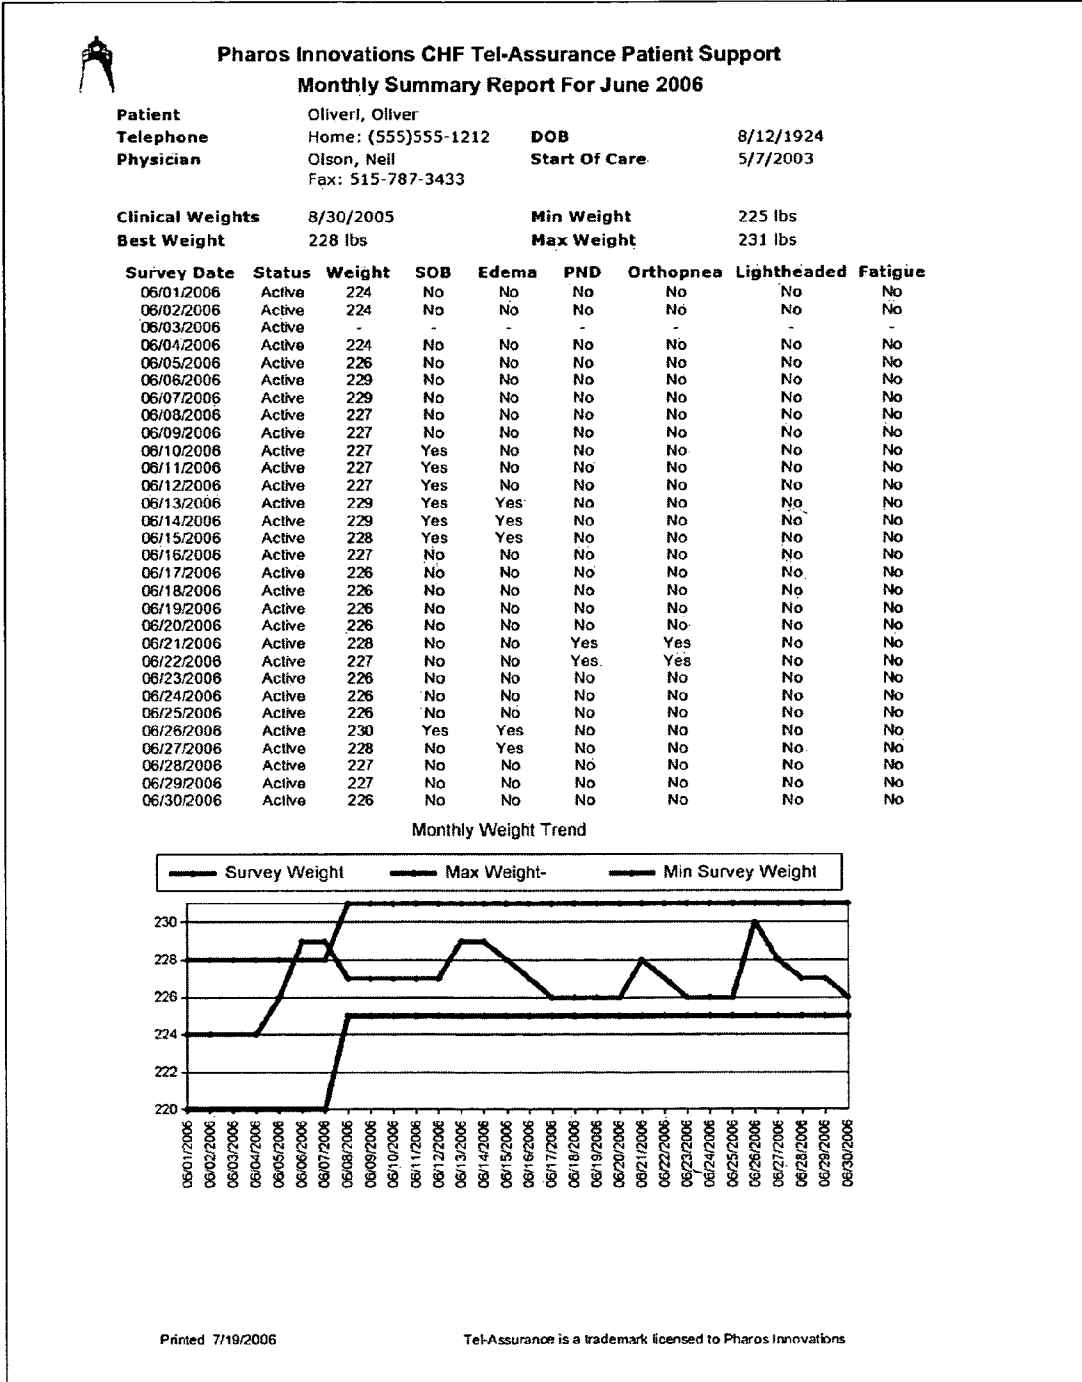 Pharos Innovations CHF Tel-Assurance Patient Support
Monthly Summary Report For June 2006
Patient Oliveri, Oliver
Telephone Home: (555)555-1212 DOB 8/12/1924
Physician Olson, Neil Start Of Care 5/7/2003
Fax: 515-787-3433
Clinical Weights 8/30/2005 Min Weight 225 lbs
Best Weight 228 lbs Max Weight 231 lbs
Survey Date Status Weight SOB Edema PND Orthopnea Lightheaded Fatigue
06/01/2006 Active 224 No No No No No No
06/02/2006 Active 224 No No No No No No
06/03/2006 Active - - - - - - -
06/04/2006 Active 224 No No No No No No
06/05/2006 Active 226 No No No No No No
06/06/2006 Active 229 No No No No No No
06/07/2006 Active 229 No No No No No No
06/08/2006 Active 227 No No No No No No
06/09/2006 Active 227 No No No No No No
06/10/2006 Active 227 Yes No No No No No
06/11/2006 Active 227 Yes No No No No No
06/12/2006 Active 227 Yes No No No No No
06/13/2006 Active 229 Yes Yes No No No No
06/14/2006 Active 229 Yes Yes No No No No
06/15/2006 Active 228 Yes Yes No No No No
06/16/2006 Active 227 No No No No No No
06/17/2006 Active 226 No No No No No No
06/18/2006 Active 226 No No No No No No
06/19/2006 Active 226 No No No No No No
06/20/2006 Active 226 No No No No No No
06/21/2006 Active 228 No No Yes Yes No No
06/22/2006 Active 227 No No Yes Yes No No
06/23/2006 Active 226 No No No No No No
06/24/2006 Active 226 No No No No No No
06/25/2006 Active 226 No No No No No No
06/26/2006 Active 230 Yes Yes No No No No
06/27/2006 Active 228 No Yes No No No No
06/28/2006 Active 227 No No No No No No
06/29/2006 Active 227 No No No No No No
06/30/2006 Active 226 No No No No No No
Monthly Weight Trend
Survey Weight Max Weight- Min Survey Weight
230
228
226
224
222
220
06/01/2006
06/02/2006
06/03/2006
06/04/2006
06/05/2006
06/06/2006
06/07/2006
06/08/2006
06/09/2006
06/10/2006
06/11/2006
06/12/2006
06/13/2006
06/14/2006
06/15/2006
06/16/2006
06/17/2006
06/18/2006
06/19/2006
06/20/2006
06/21/2006
06/22/2006
06/23/2006
06/24/2006
06/25/2006
06/26/2006
06/27/2006
06/28/2006
06/29/2006
06/30/2006
Printed 7/19/2006 Tel-Assurance is a trademark licensed to Pharos Innovations